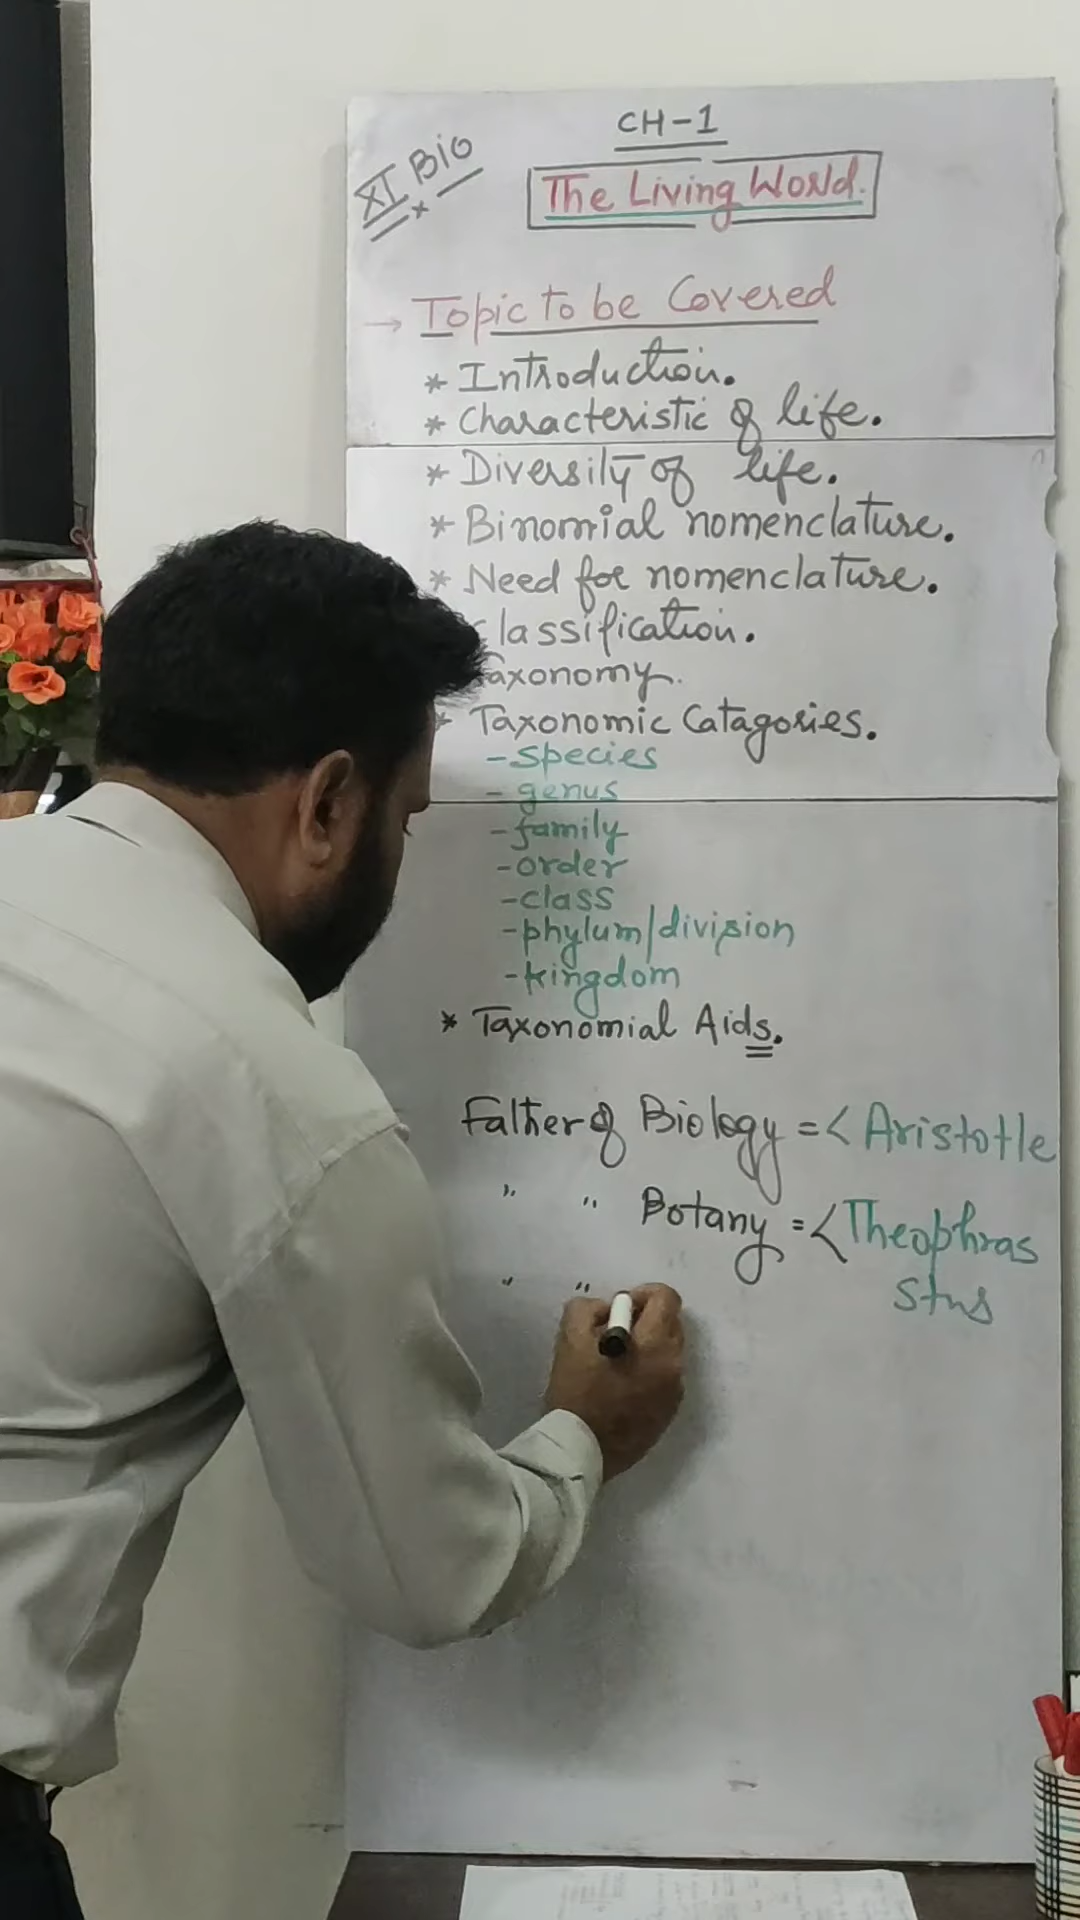 CH-1
XI Bio
The Living World.
→ Topic to be Covered
* Introduction.
* Characteristic of life.
* Diversity of life.
* Binomial nomenclature.
* Need for nomenclature.
lassification.
axonomy.
* Taxonomic Catagories.
- species
- genus
- family
- order
- class
- phylum/division
- kingdom
* Taxonomial Aids.
Father of Biology = < Aristotle
" " Botany = < Theophras
stus
" "